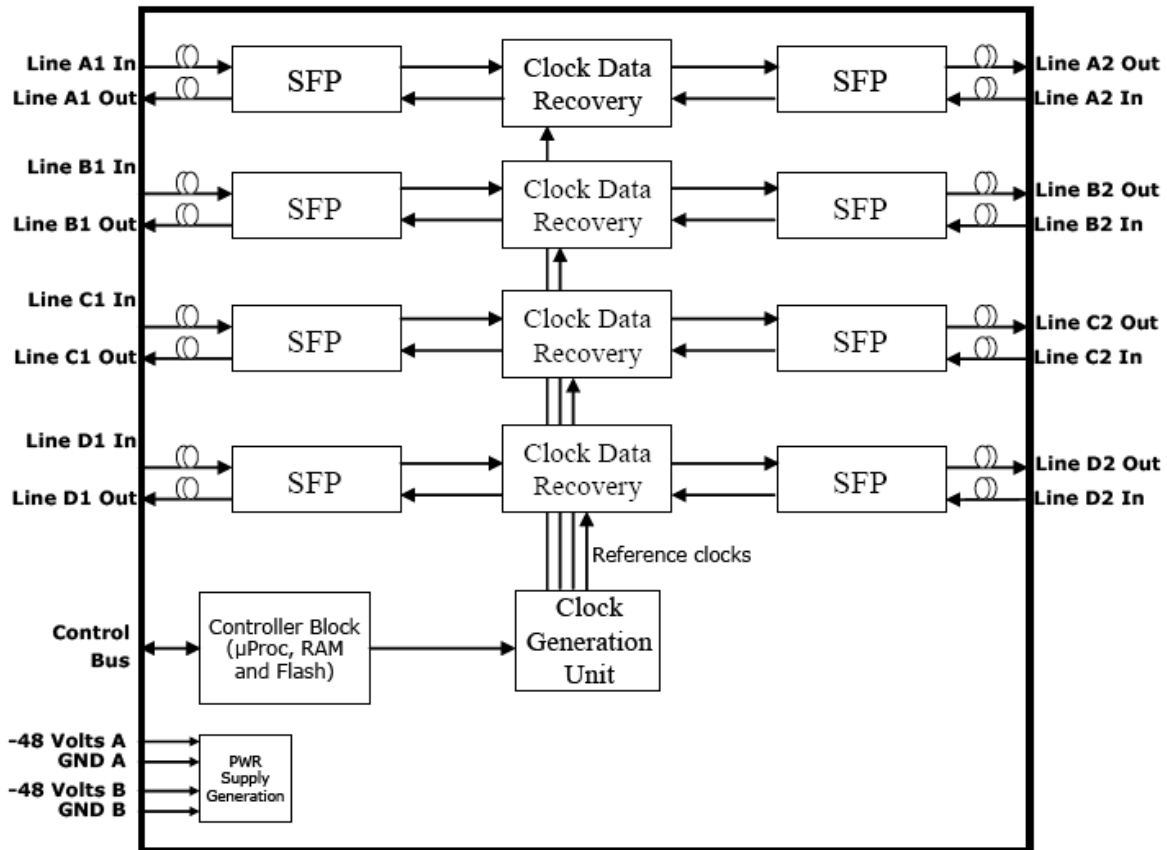 Line A1 In
SFP
Clock Data
Recovery
SFP
Line A2 Out
Line A1 Out
Line A2 In
Line B1 In
SFP
Clock Data
Recovery
SFP
Line B2 Out
Line B1 Out
Line B2 In
Line C1 In
SFP
Clock Data
Recovery
SFP
Line C2 Out
Line C1 Out
Line C2 In
Line D1 In
SFP
Clock Data
Recovery
SFP
Line D2 Out
Line D1 Out
Line D2 In
Reference clocks
Control
Bus
Controller Block
(µProc, RAM
and Flash)
Clock
Generation
Unit
-48 Volts A
GND A
-48 Volts B
GND B
PWR
Supply
Generation